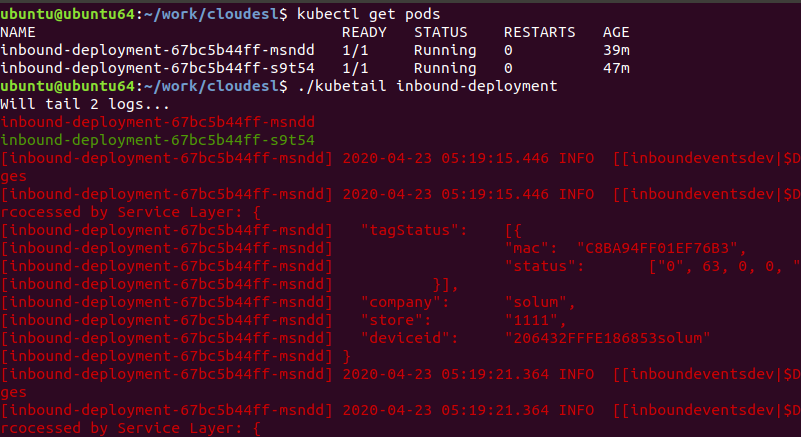 ubuntu@ubuntu64:~/work/cloudesl$ kubectl get pods
NAME READY STATUS RESTARTS AGE
inbound-deployment-67bc5b44ff-msndd 1/1 Running 0 39m
inbound-deployment-67bc5b44ff-s9t54 1/1 Running 0 47m
ubuntu@ubuntu64:~/work/cloudesl$ ./kubetail inbound-deployment
Will tail 2 logs...
inbound-deployment-67bc5b44ff-msndd
inbound-deployment-67bc5b44ff-s9t54
[inbound-deployment-67bc5b44ff-msndd] 2020-04-23 05:19:15.446 INFO [[inboundeventsdev|$D
ges
[inbound-deployment-67bc5b44ff-msndd] 2020-04-23 05:19:15.446 INFO [[inboundeventsdev|$D
rcocessed by Service Layer: {
[inbound-deployment-67bc5b44ff-msndd] "tagStatus": [{
[inbound-deployment-67bc5b44ff-msndd] "mac": "C8BA94FF01EF76B3",
[inbound-deployment-67bc5b44ff-msndd] "status": ["0", 63, 0, 0, "
[inbound-deployment-67bc5b44ff-msndd] }],
[inbound-deployment-67bc5b44ff-msndd] "company": "solum",
[inbound-deployment-67bc5b44ff-msndd] "store": "1111",
[inbound-deployment-67bc5b44ff-msndd] "deviceid": "206432FFFE186853solum"
[inbound-deployment-67bc5b44ff-msndd] }
[inbound-deployment-67bc5b44ff-msndd] 2020-04-23 05:19:21.364 INFO [[inboundeventsdev|$D
ges
[inbound-deployment-67bc5b44ff-msndd] 2020-04-23 05:19:21.364 INFO [[inboundeventsdev|$D
rcocessed by Service Layer: {